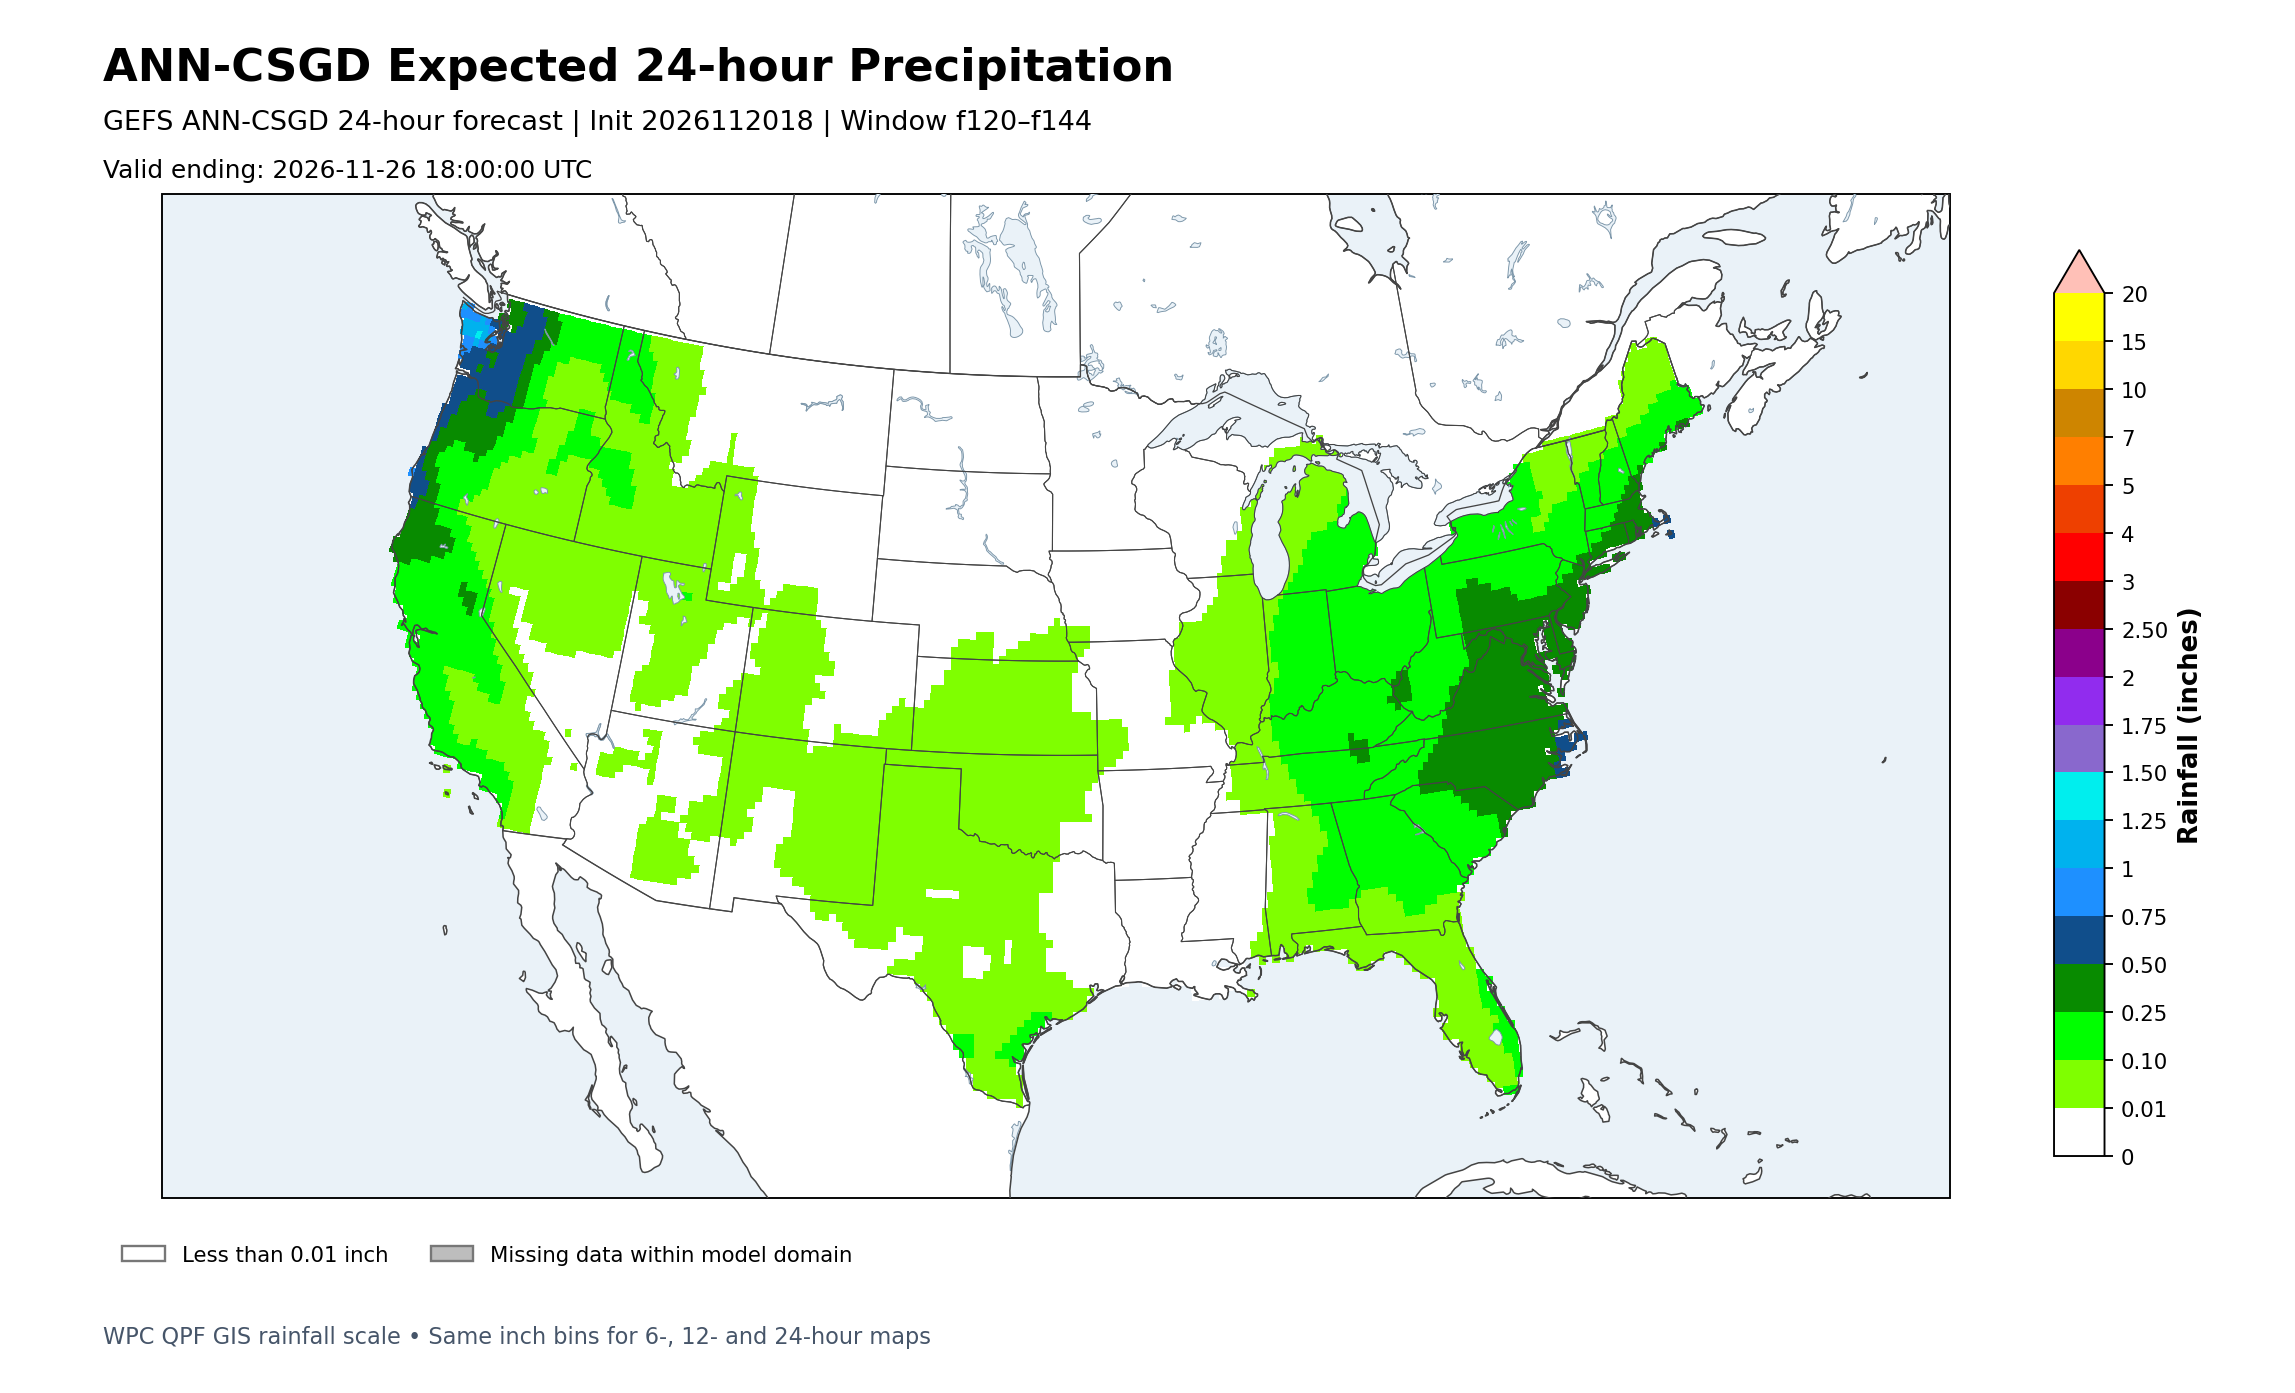 ANN-CSGD Expected 24-hour Precipitation
GEFS ANN-CSGD 24-hour forecast | Init 2026112018 | Window f120–f144
Valid ending: 2026-11-26 18:00:00 UTC
20
15
10
7
5
4
3
2.50
2
1.75
1.50
1.25
1
0.75
0.50
0.25
0.10
0.01
0
Rainfall (inches)
Less than 0.01 inch
Missing data within model domain
WPC QPF GIS rainfall scale • Same inch bins for 6-, 12- and 24-hour maps